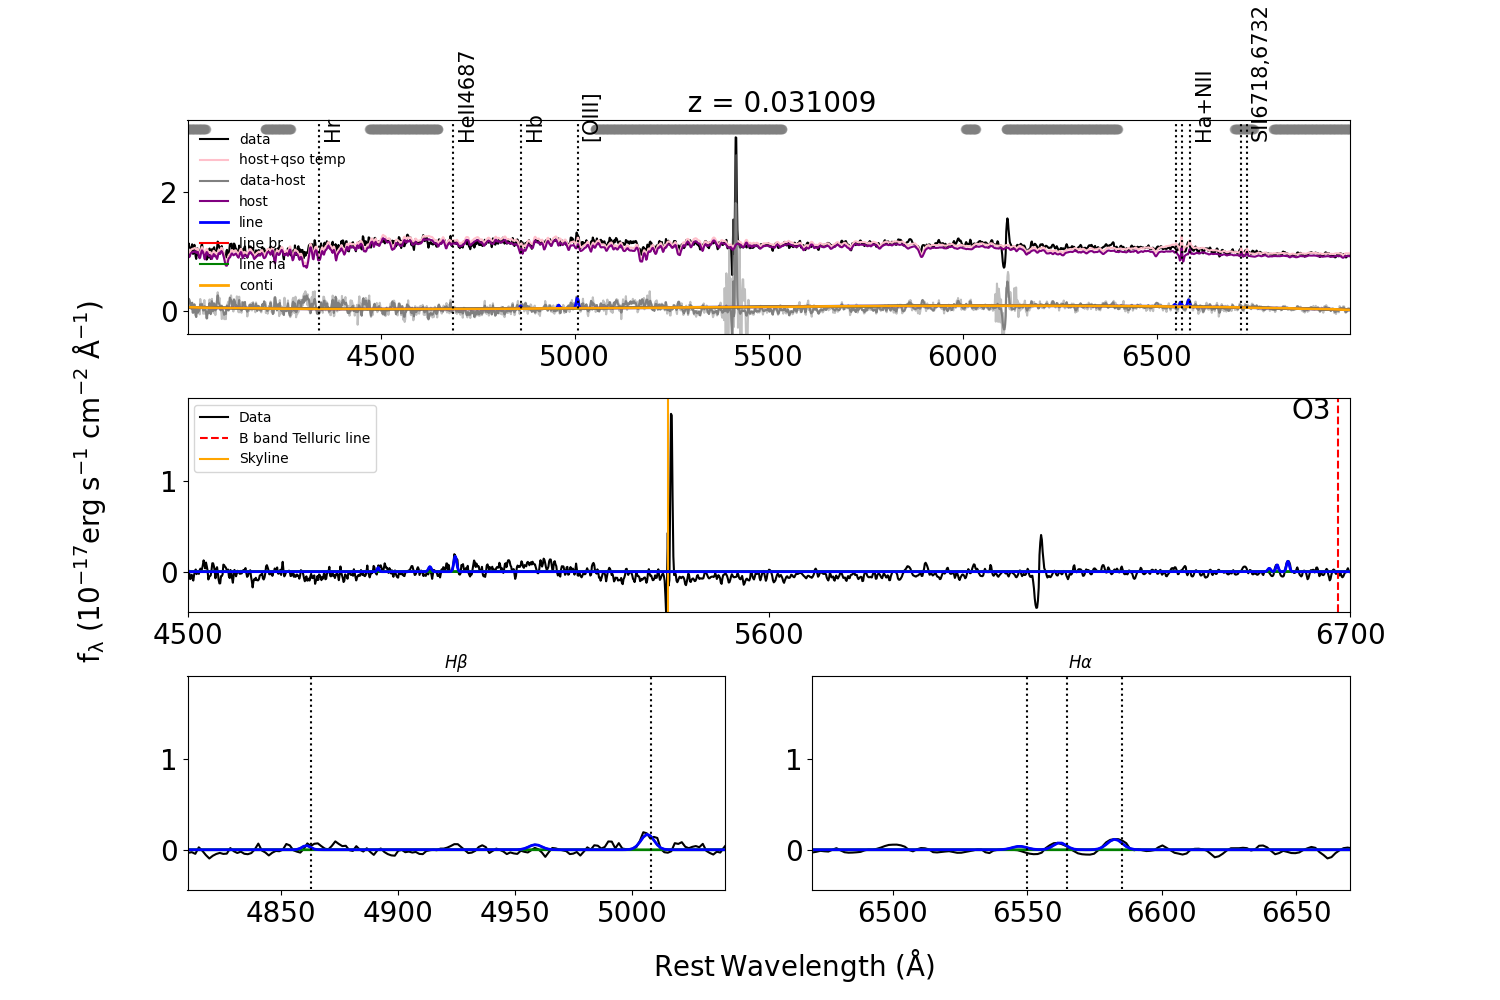 z = 0.031009
Hr
HeII4687
Hb
[OIII]
Ha+NII
SII6718,6732
data
host+qso temp
data-host
host
line
line br
line na
conti
2
0
4500
5000
5500
6000
6500
Data
B band Telluric line
Skyline
O3
1
0
4500
5600
6700
fλ (10−17erg s−1 cm−2 Å−1)
Hβ
1
0
4850
4900
4950
5000
Hα
1
0
6500
6550
6600
6650
Rest Wavelength (Å)